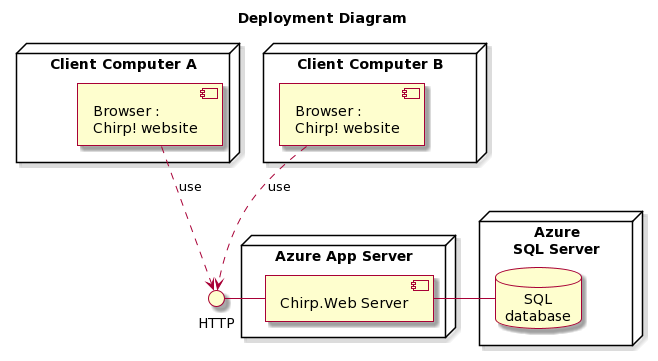 Deployment Diagram
Client Computer A
Browser :
Chirp! website
Client Computer B
Browser :
Chirp! website
use
use
HTTP
Azure App Server
Chirp.Web Server
Azure
SQL Server
SQL
database